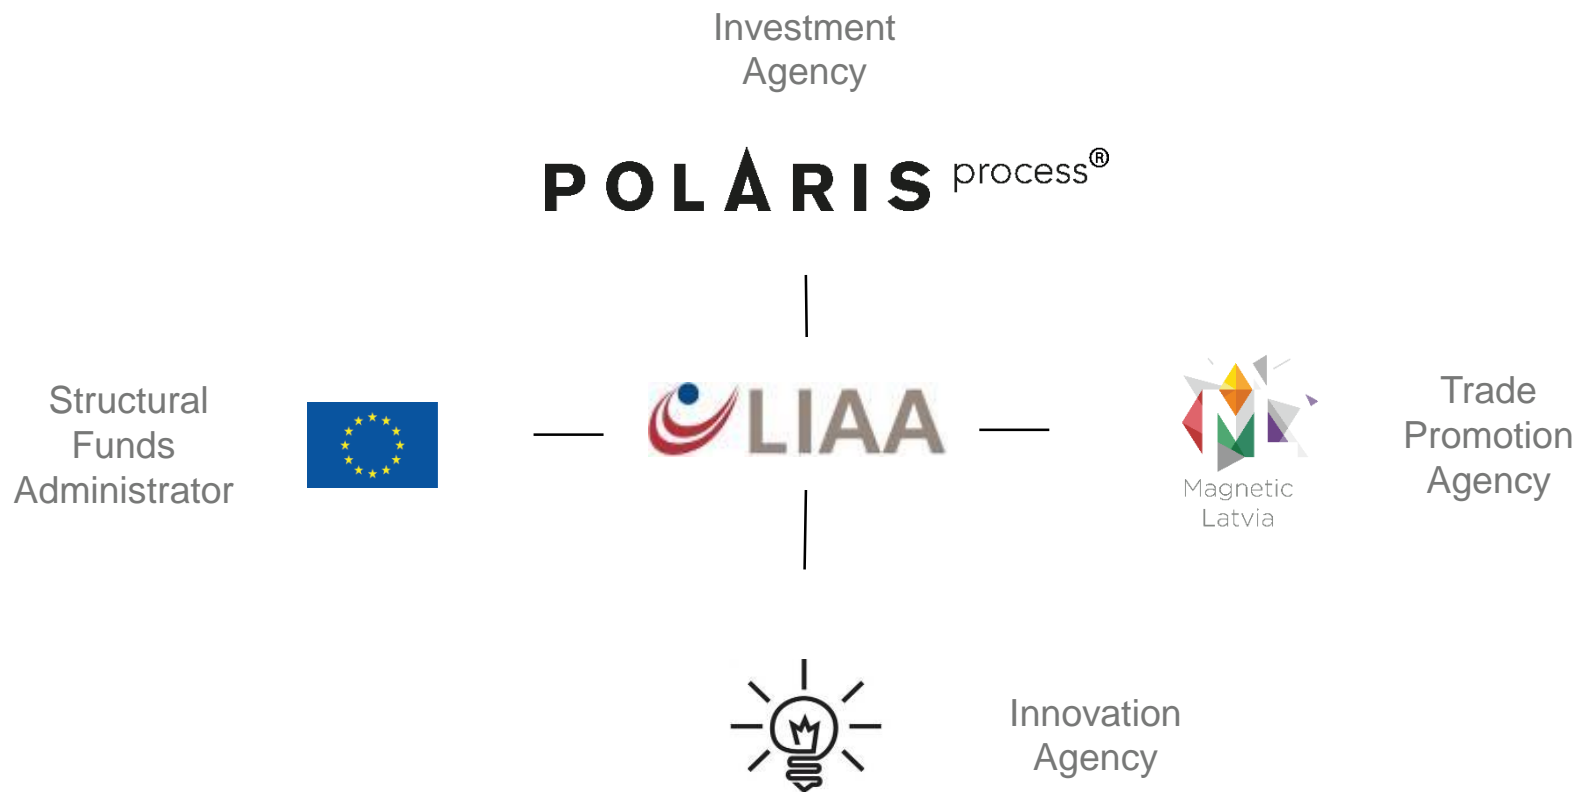 Investment
Agency
POLARIS process®
Structural
Funds
Administrator
LIAA
Magnetic
Latvia
Trade
Promotion
Agency
Innovation
Agency